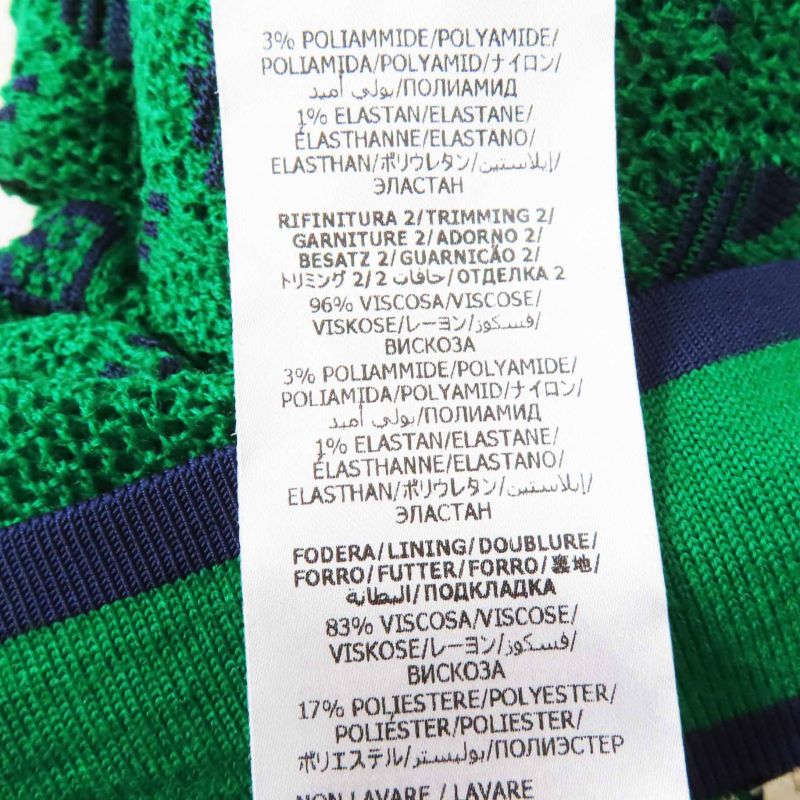 3% POLIAMMIDE/POLYAMIDE/
POLIAMIDA/POLYAMID/ナイロン/
بولي أميد/ПОЛИАМИД
1% ELASTAN/ELASTANE/
ÉLASTHANNE/ELASTANO/
ELASTHAN/ポリウレタン/إيلاستين/
ЭЛАСТАН
RIFINITURA 2/TRIMMING 2/
GARNITURE 2/ADORNO 2/
BESATZ 2/GUARNIÇÃO 2/
トリミング 2/2 حافات/ОТДЕЛКА 2
96% VISCOSA/VISCOSE/
VISKOSE/レーヨン/فسكوز/
ВИСКОЗА
3% POLIAMMIDE/POLYAMIDE/
POLIAMIDA/POLYAMID/ナイロン/
بولي أميد/ПОЛИАМИД
1% ELASTAN/ELASTANE/
ÉLASTHANNE/ELASTANO/
ELASTHAN/ポリウレタン/إيلاستين/
ЭЛАСТАН
FODERA/LINING/DOUBLURE/
FORRO/FUTTER/FORRO/裏地/
البطانة/ПОДКЛАДКА
83% VISCOSA/VISCOSE/
VISKOSE/レーヨン/فسكوز/
ВИСКОЗА
17% POLIESTERE/POLYESTER/
POLIÉSTER/POLIESTER/
ポリエステル/بوليستر/ПОЛИЭСТЕР
NON LAVARE / LAVARE